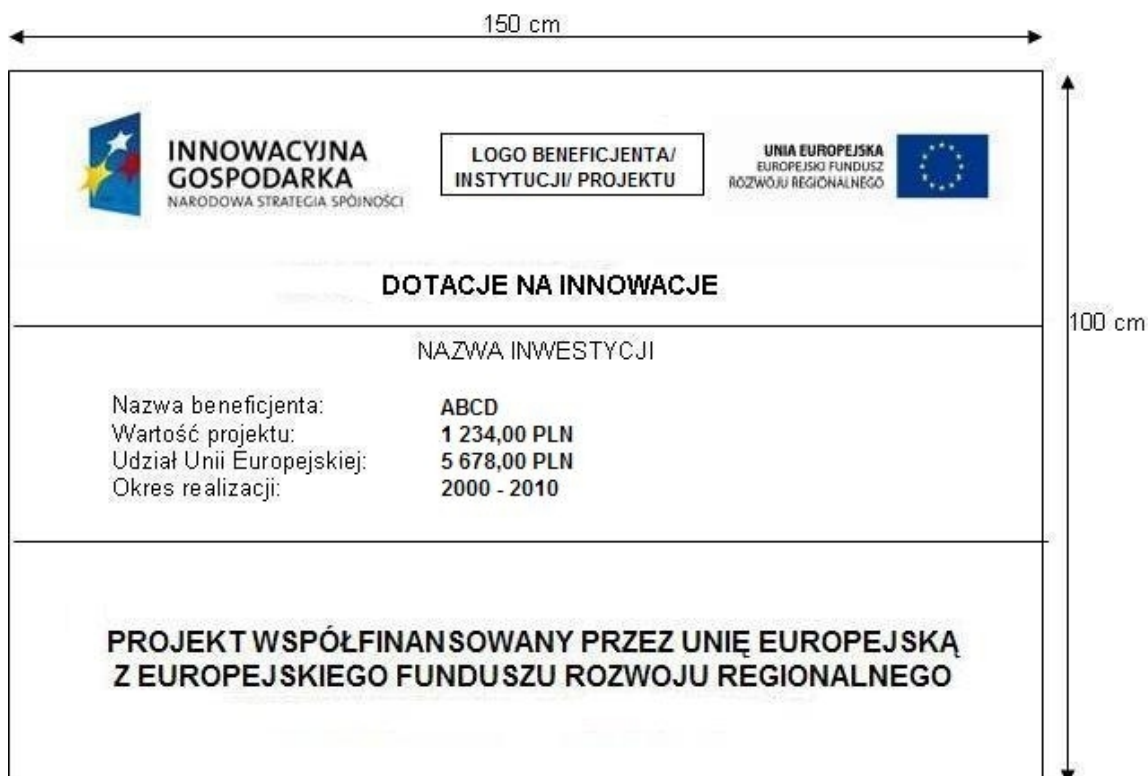 150 cm
INNOWACYJNA
GOSPODARKA
NARODOWA STRATEGIA SPÓJNOŚCI
LOGO BENEFICJENTA/
INSTYTUCJI/ PROJEKTU
UNIA EUROPEJSKA
EUROPEJSKI FUNDUSZ
ROZWOJU REGIONALNEGO
DOTACJE NA INNOWACJE
100 cm
NAZWA INWESTYCJI
Nazwa beneficjenta: ABCD
Wartość projektu: 1 234,00 PLN
Udział Unii Europejskiej: 5 678,00 PLN
Okres realizacji: 2000 - 2010
PROJEKT WSPÓŁFINANSOWANY PRZEZ UNIĘ EUROPEJSKĄ
Z EUROPEJSKIEGO FUNDUSZU ROZWOJU REGIONALNEGO